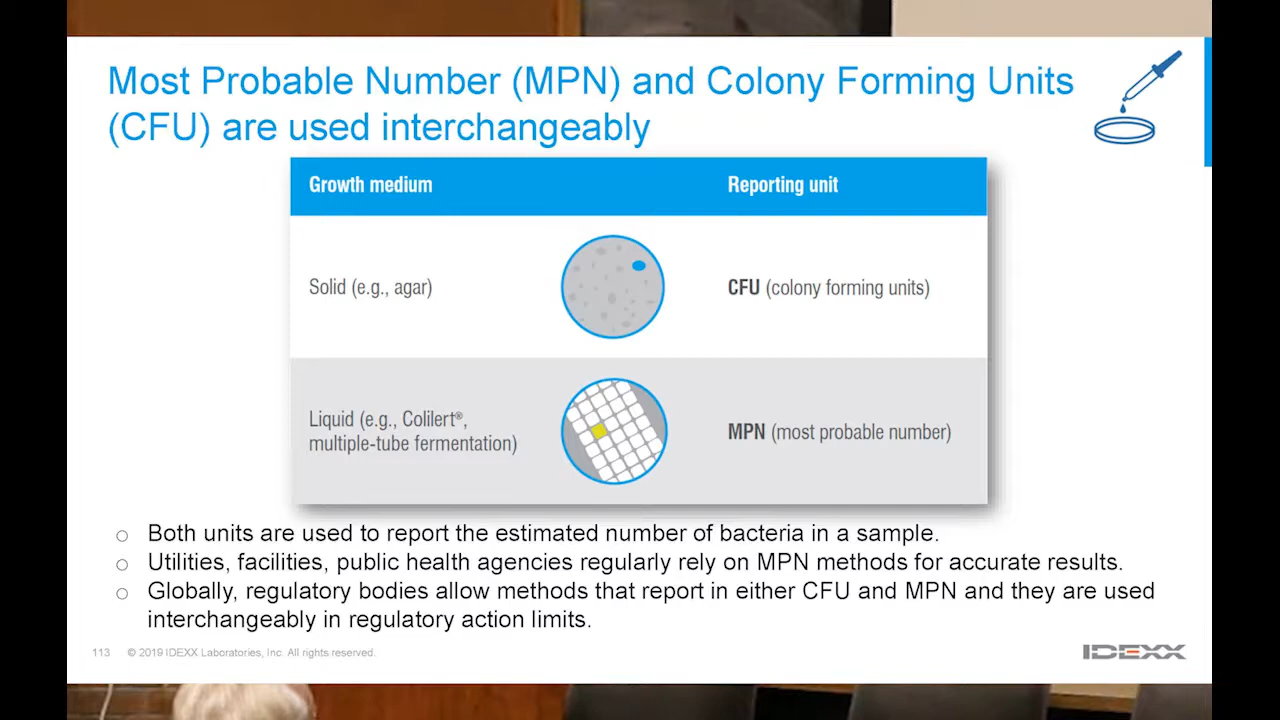 Most Probable Number (MPN) and Colony Forming Units
(CFU) are used interchangeably
Growth medium Reporting unit
Solid (e.g., agar) CFU (colony forming units)
Liquid (e.g., Colilert®,
multiple-tube fermentation) MPN (most probable number)
○ Both units are used to report the estimated number of bacteria in a sample.
○ Utilities, facilities, public health agencies regularly rely on MPN methods for accurate results.
○ Globally, regulatory bodies allow methods that report in either CFU and MPN and they are used
interchangeably in regulatory action limits.
113 © 2019 IDEXX Laboratories, Inc. All rights reserved. IDEXX